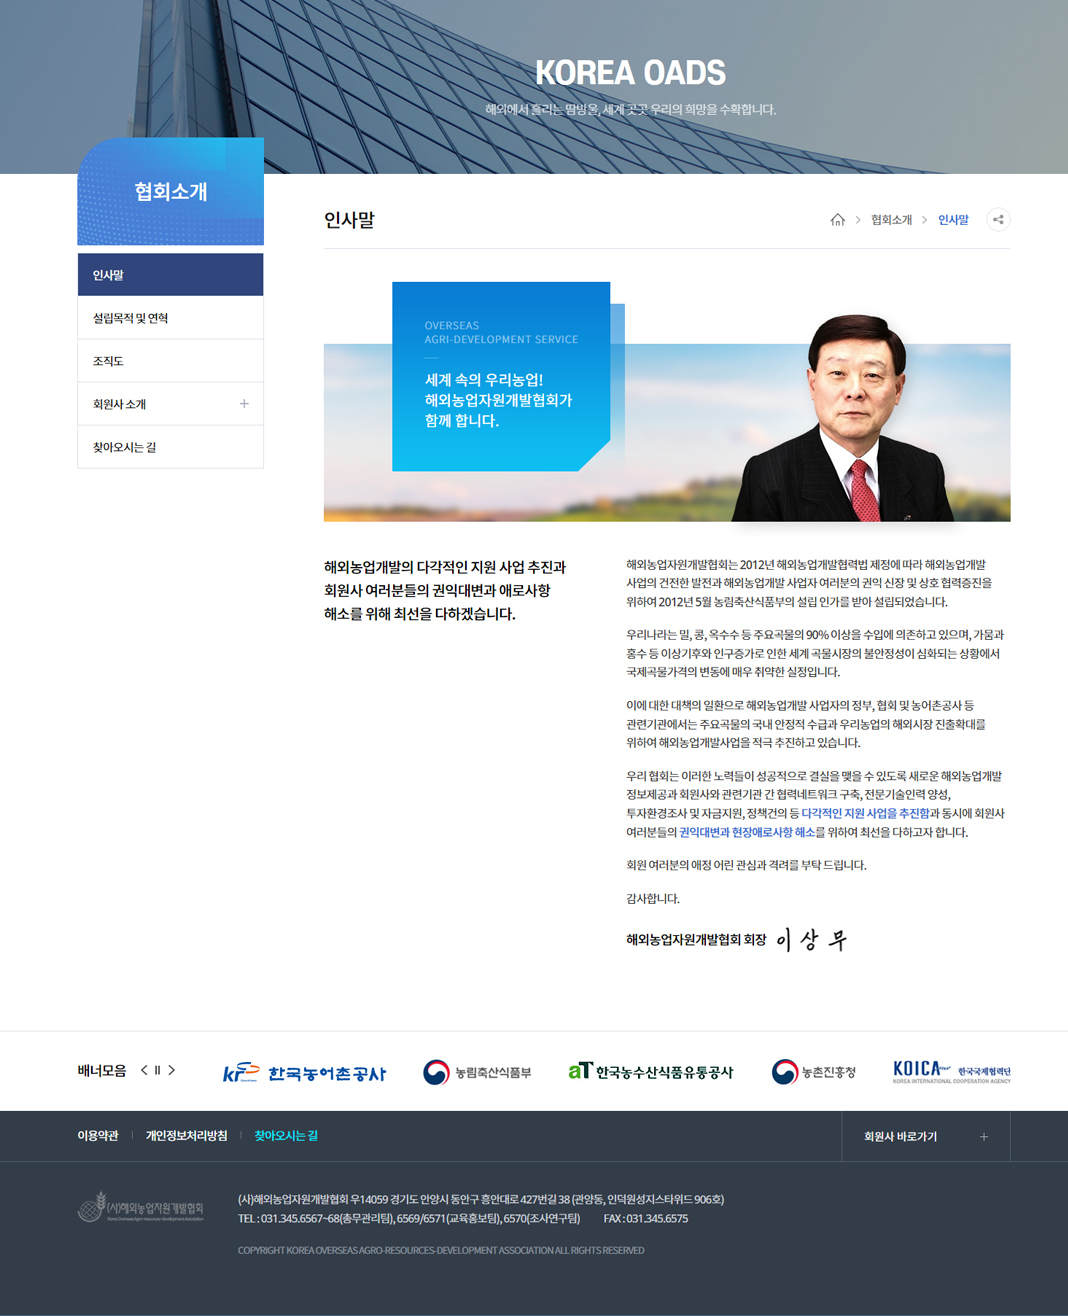 KOREA OADS
해외에서 흘리는 땀방울, 세계 곳곳 우리의 희망을 수확합니다.
협회소개
인사말
설립목적 및 연혁
조직도
회원사 소개
찾아오시는 길
인사말
협회소개
인사말
OVERSEAS
AGRI-DEVELOPMENT SERVICE
세계 속의 우리농업!
해외농업자원개발협회가
함께 합니다.
해외농업개발의 다각적인 지원 사업 추진과
회원사 여러분들의 권익대변과 애로사항
해소를 위해 최선을 다하겠습니다.
해외농업자원개발협회는 2012년 해외농업개발협력법 제정에 따라 해외농업개발
사업의 건전한 발전과 해외농업개발 사업자 여러분의 권익 신장 및 상호 협력증진을
위하여 2012년 5월 농림축산식품부의 설립 인가를 받아 설립되었습니다.
우리나라는 밀, 콩, 옥수수 등 주요곡물의 90% 이상을 수입에 의존하고 있으며, 가뭄과
홍수 등 이상기후와 인구증가로 인한 세계 곡물시장의 불안정성이 심화되는 상황에서
국제곡물가격의 변동에 매우 취약한 실정입니다.
이에 대한 대책의 일환으로 해외농업개발 사업자의 정부, 협회 및 농어촌공사 등
관련기관에서는 주요곡물의 국내 안정적 수급과 우리농업의 해외시장 진출확대를
위하여 해외농업개발사업을 적극 추진하고 있습니다.
우리 협회는 이러한 노력들이 성공적으로 결실을 맺을 수 있도록 새로운 해외농업개발
정보제공과 회원사와 관련기관 간 협력네트워크 구축, 전문기술인력 양성,
투자환경조사 및 자금지원, 정책건의 등 다각적인 지원 사업을 추진함과 동시에 회원사
여러분들의 권익대변과 현장애로사항 해소를 위하여 최선을 다하고자 합니다.
회원 여러분의 애정 어린 관심과 격려를 부탁 드립니다.
감사합니다.
해외농업자원개발협회 회장 이 상 무
배너모음
한국농어촌공사
농림축산식품부
aT 한국농수산식품유통공사
농촌진흥청
KOICA 한국국제협력단
KOREA INTERNATIONAL COOPERATION AGENCY
이용약관
개인정보처리방침
찾아오시는 길
회원사 바로가기
(사)해외농업자원개발협회
(사)해외농업자원개발협회 우14059 경기도 안양시 동안구 흥안대로 427번길 38 (관양동, 인덕원성지스타위드 906호)
TEL : 031.345.6567~68(총무관리팀), 6569/6571(교육홍보팀), 6570(조사연구팀) FAX : 031.345.6575
COPYRIGHT KOREA OVERSEAS AGRO-RESOURCES-DEVELOPMENT ASSOCIATION ALL RIGHTS RESERVED